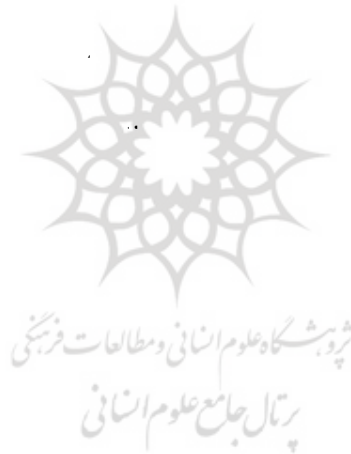 پژوهشگاه علوم انسانی و مطالعات فرهنگی
پرتال جامع علوم انسانی